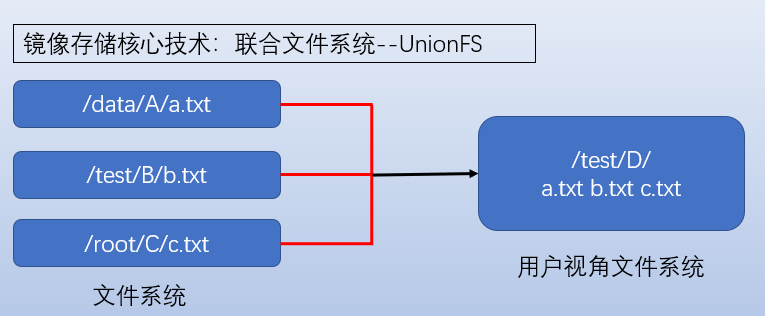 镜像存储核心技术：联合文件系统--UnionFS
/data/A/a.txt
/test/B/b.txt
/root/C/c.txt
文件系统
/test/D/
a.txt b.txt c.txt
用户视角文件系统